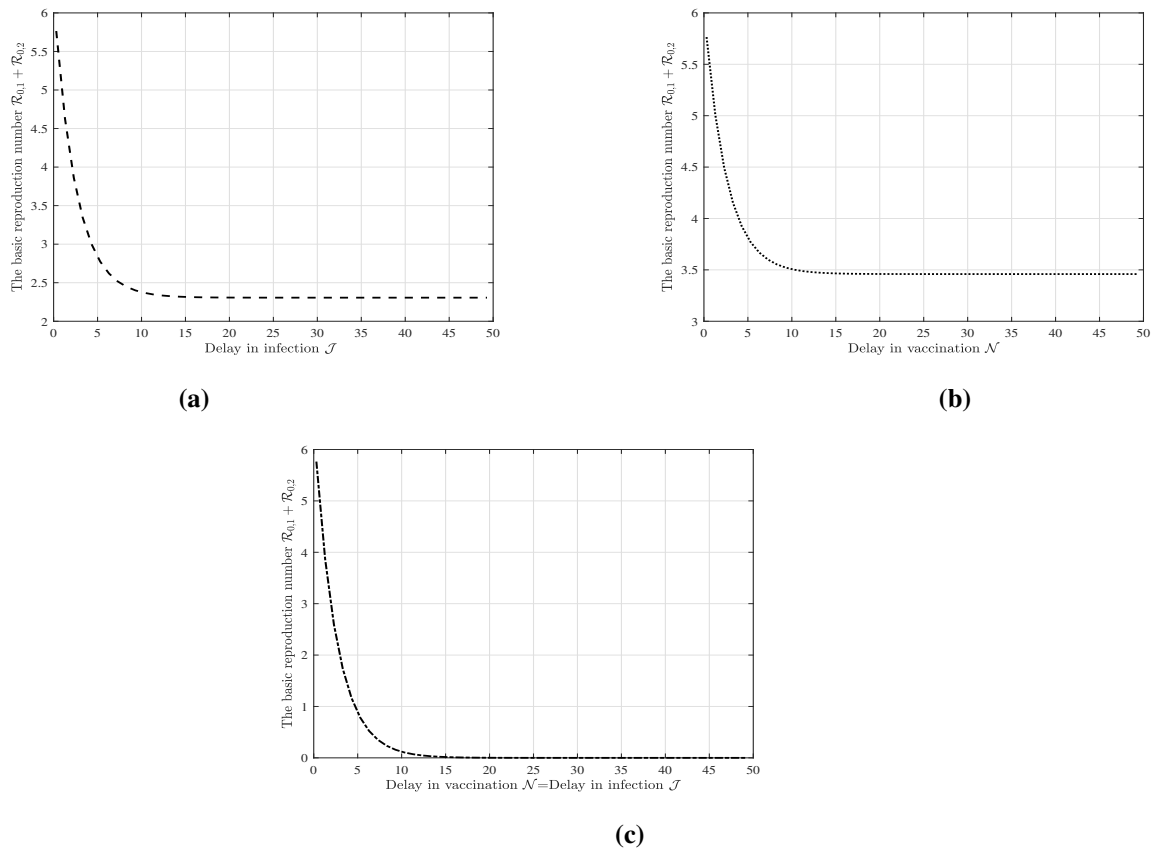 The basic reproduction number R₀,₁ + R₀,₂
6
5.5
5
4.5
4
3.5
3
2.5
2
0 5 10 15 20 25 30 35 40 45 50
Delay in infection 𝒥
(a)
The basic reproduction number R₀,₁ + R₀,₂
6
5.5
5
4.5
4
3.5
3
0 5 10 15 20 25 30 35 40 45 50
Delay in vaccination 𝒩
(b)
The basic reproduction number R₀,₁ + R₀,₂
6
5
4
3
2
1
0
0 5 10 15 20 25 30 35 40 45 50
Delay in vaccination 𝒩=Delay in infection 𝒥
(c)